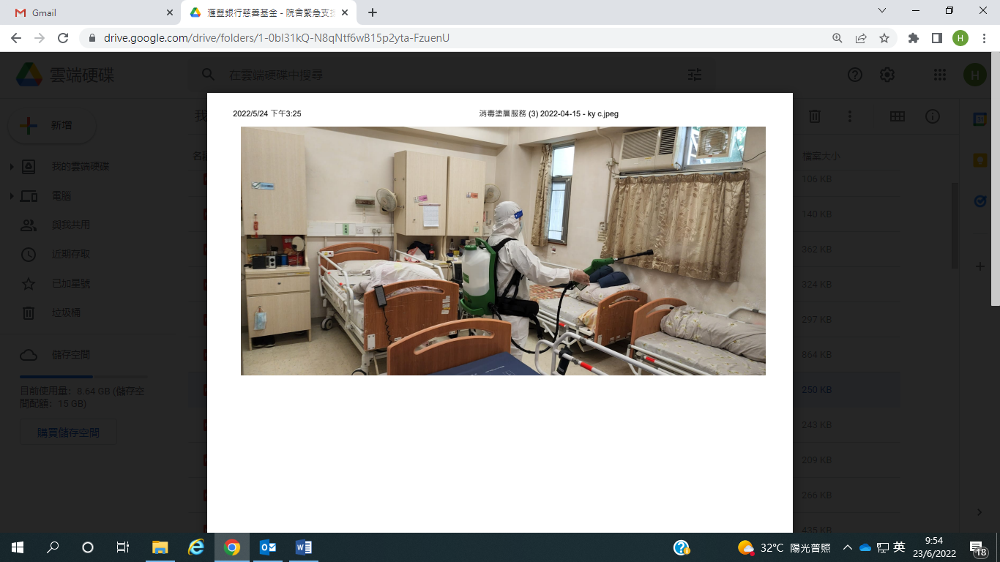 Gmail
滙豐銀行慈善基金 - 院舍緊急支援
drive.google.com/drive/folders/1-0bI31kQ-N8qNtf6wB15p2yta-FzuenU
H
雲端硬碟
在雲端硬碟中搜尋
H
2022/5/24 下午3:25
消毒塗層服務 (3) 2022-04-15 - ky c.jpeg
新增
我的雲端硬碟
電腦
與我共用
近期存取
已加星號
垃圾桶
儲存空間
目前使用量：8.64 GB (儲存空
間配額：15 GB)
購買儲存空間
檔案大小
106 KB
140 KB
362 KB
324 KB
297 KB
864 KB
250 KB
243 KB
209 KB
266 KB
435 KB
32°C 陽光普照
英
9:54
23/6/2022
18